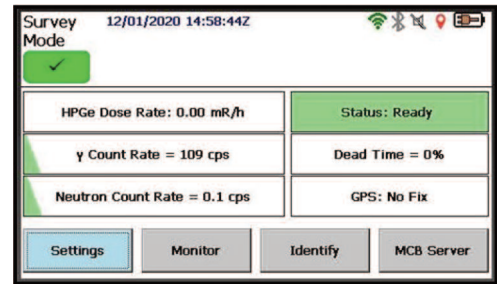 Survey Mode
12/01/2020 14:58:44Z
HPGe Dose Rate: 0.00 mR/h
Status: Ready
γ Count Rate = 109 cps
Dead Time = 0%
Neutron Count Rate = 0.1 cps
GPS: No Fix
Settings
Monitor
Identify
MCB Server